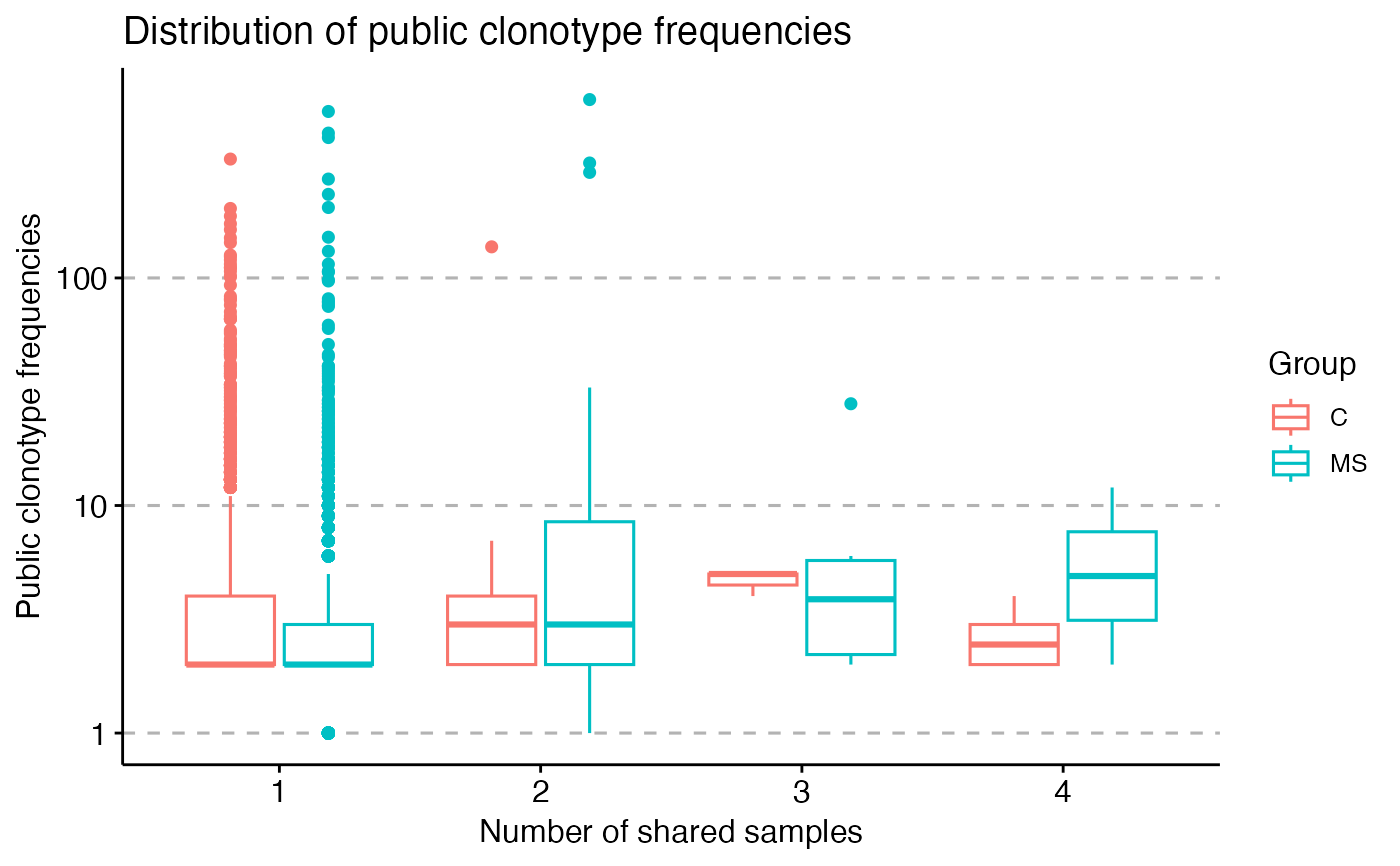 Distribution of public clonotype frequencies
Public clonotype frequencies
100
10
1
1 2 3 4
Number of shared samples
Group
C
MS